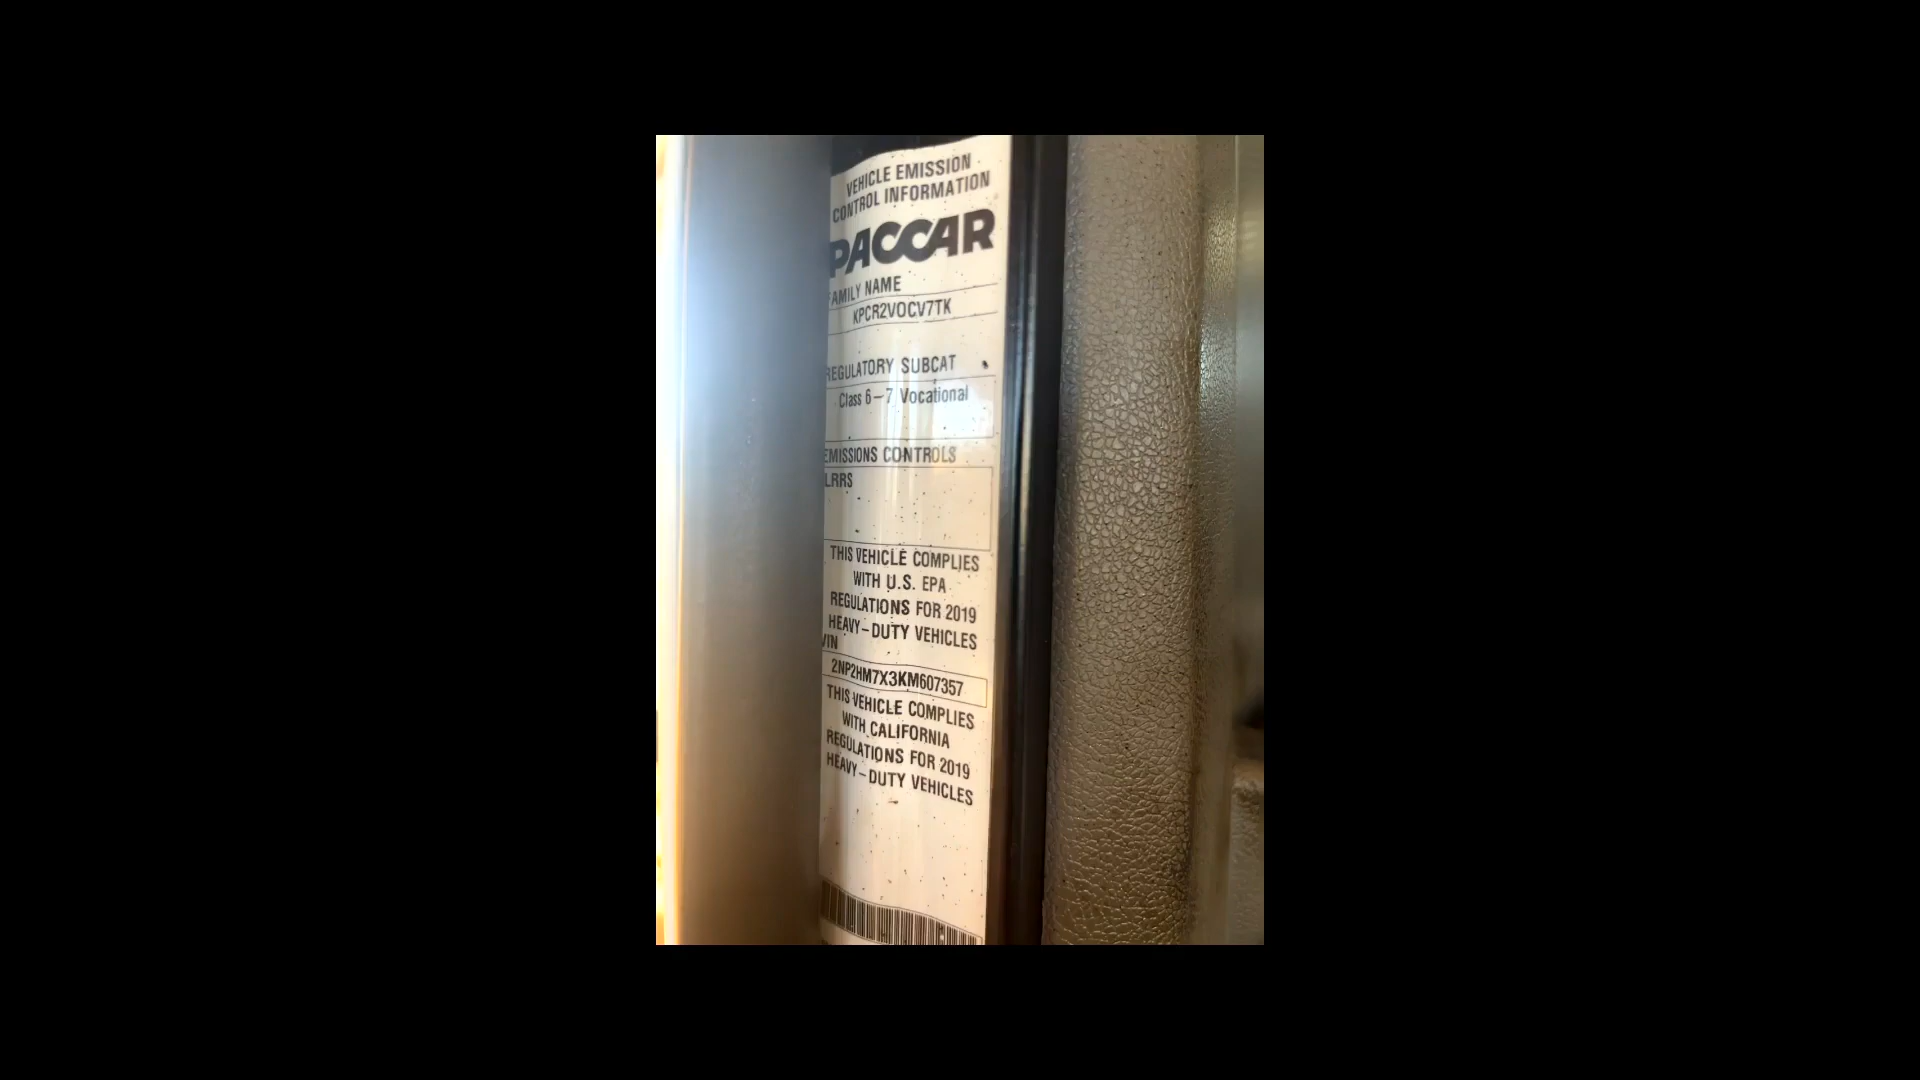 VEHICLE EMISSION
CONTROL INFORMATION
PACCAR
FAMILY NAME
KPCR2VOCV7TK
REGULATORY SUBCAT
Class 6-7 Vocational
EMISSIONS CONTROLS
LRRS
THIS VEHICLE COMPLIES
WITH U.S. EPA
REGULATIONS FOR 2019
HEAVY-DUTY VEHICLES
VIN
2NP2HM7X3KM607357
THIS VEHICLE COMPLIES
WITH CALIFORNIA
REGULATIONS FOR 2019
HEAVY-DUTY VEHICLES